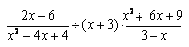 2x-6 / x²-4x+4 ÷ (x+3) · x²+6x+9 / 3-x